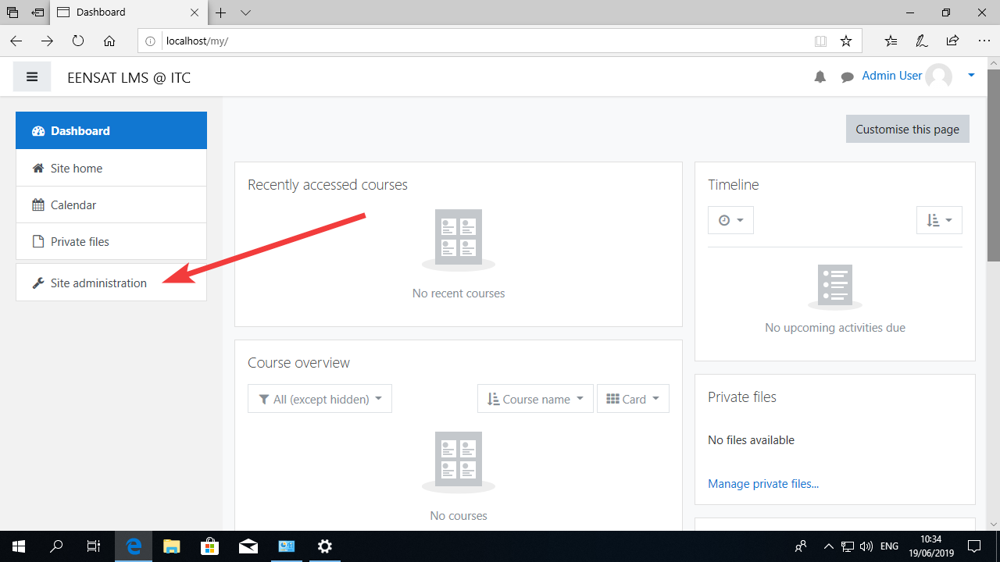 Dashboard
localhost/my/
EENSAT LMS @ ITC
Admin User
Dashboard
Site home
Calendar
Private files
Site administration
Customise this page
Recently accessed courses
No recent courses
Course overview
All (except hidden)
Course name
Card
No courses
Timeline
No upcoming activities due
Private files
No files available
Manage private files...
ENG
10:34
19/06/2019